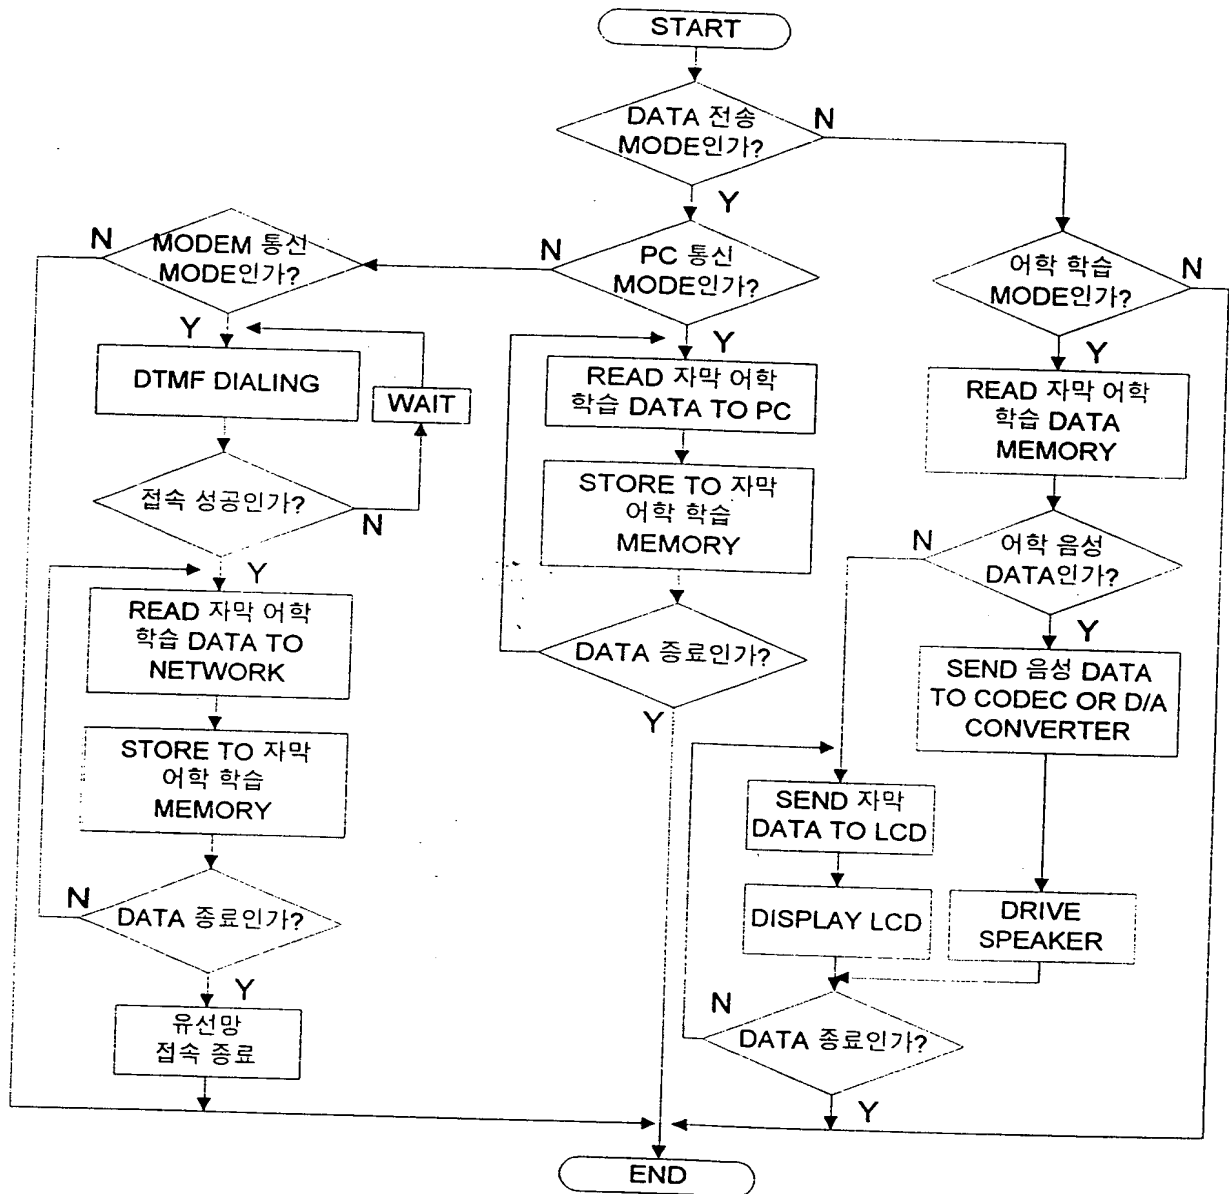 START
DATA 전송
MODE인가?
N
Y
MODEM 통신
MODE인가?
N
Y
PC 통신
MODE인가?
N
Y
어학 학습
MODE인가?
N
Y
DTMF DIALING
WAIT
접속 성공인가?
N
Y
READ 자막 어학
학습 DATA TO
NETWORK
STORE TO 자막
어학 학습
MEMORY
DATA 종료인가?
N
Y
유선망
접속 종료
READ 자막 어학
학습 DATA TO PC
STORE TO 자막
어학 학습
MEMORY
DATA 종료인가?
Y
READ 자막 어학
학습 DATA
MEMORY
어학 음성
DATA인가?
N
Y
SEND 음성 DATA
TO CODEC OR D/A
CONVERTER
SEND 자막
DATA TO LCD
DISPLAY LCD
DRIVE
SPEAKER
DATA 종료인가?
N
Y
END